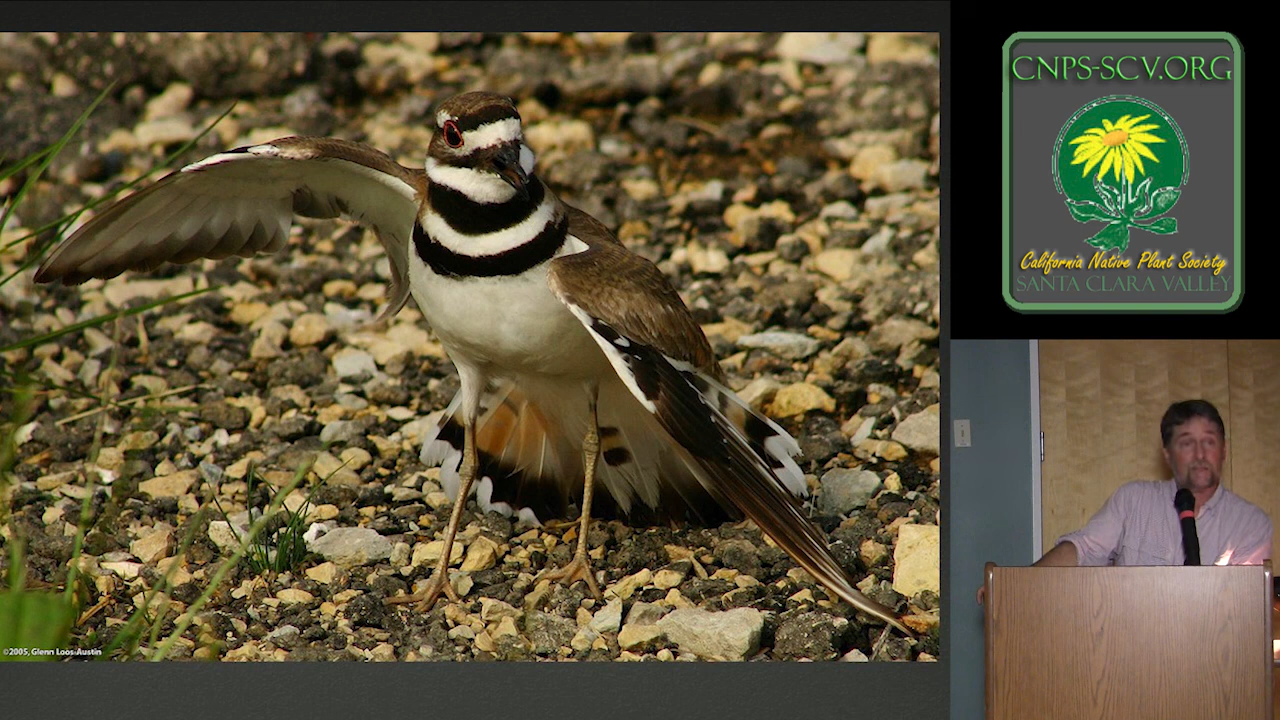 CNPS-SCV.ORG
California Native Plant Society
SANTA CLARA VALLEY
©2005, Glenn Loos-Austin